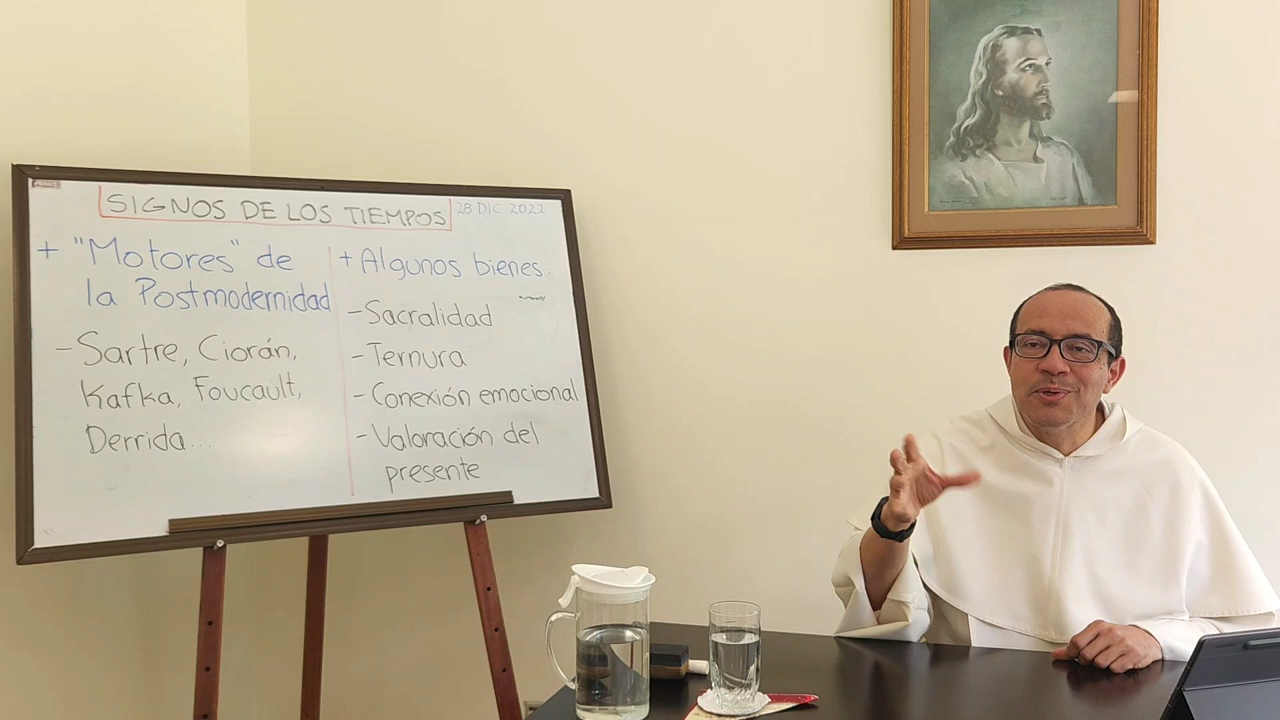 SIGNOS DE LOS TIEMPOS
28 DIC. 2022
+ "Motores" de
la Postmodernidad
- Sartre, Ciorán,
Kafka, Foucault,
Derrida...
+ Algunos bienes:
- Sacralidad
- Ternura
- Conexión emocional
- Valoración del
presente